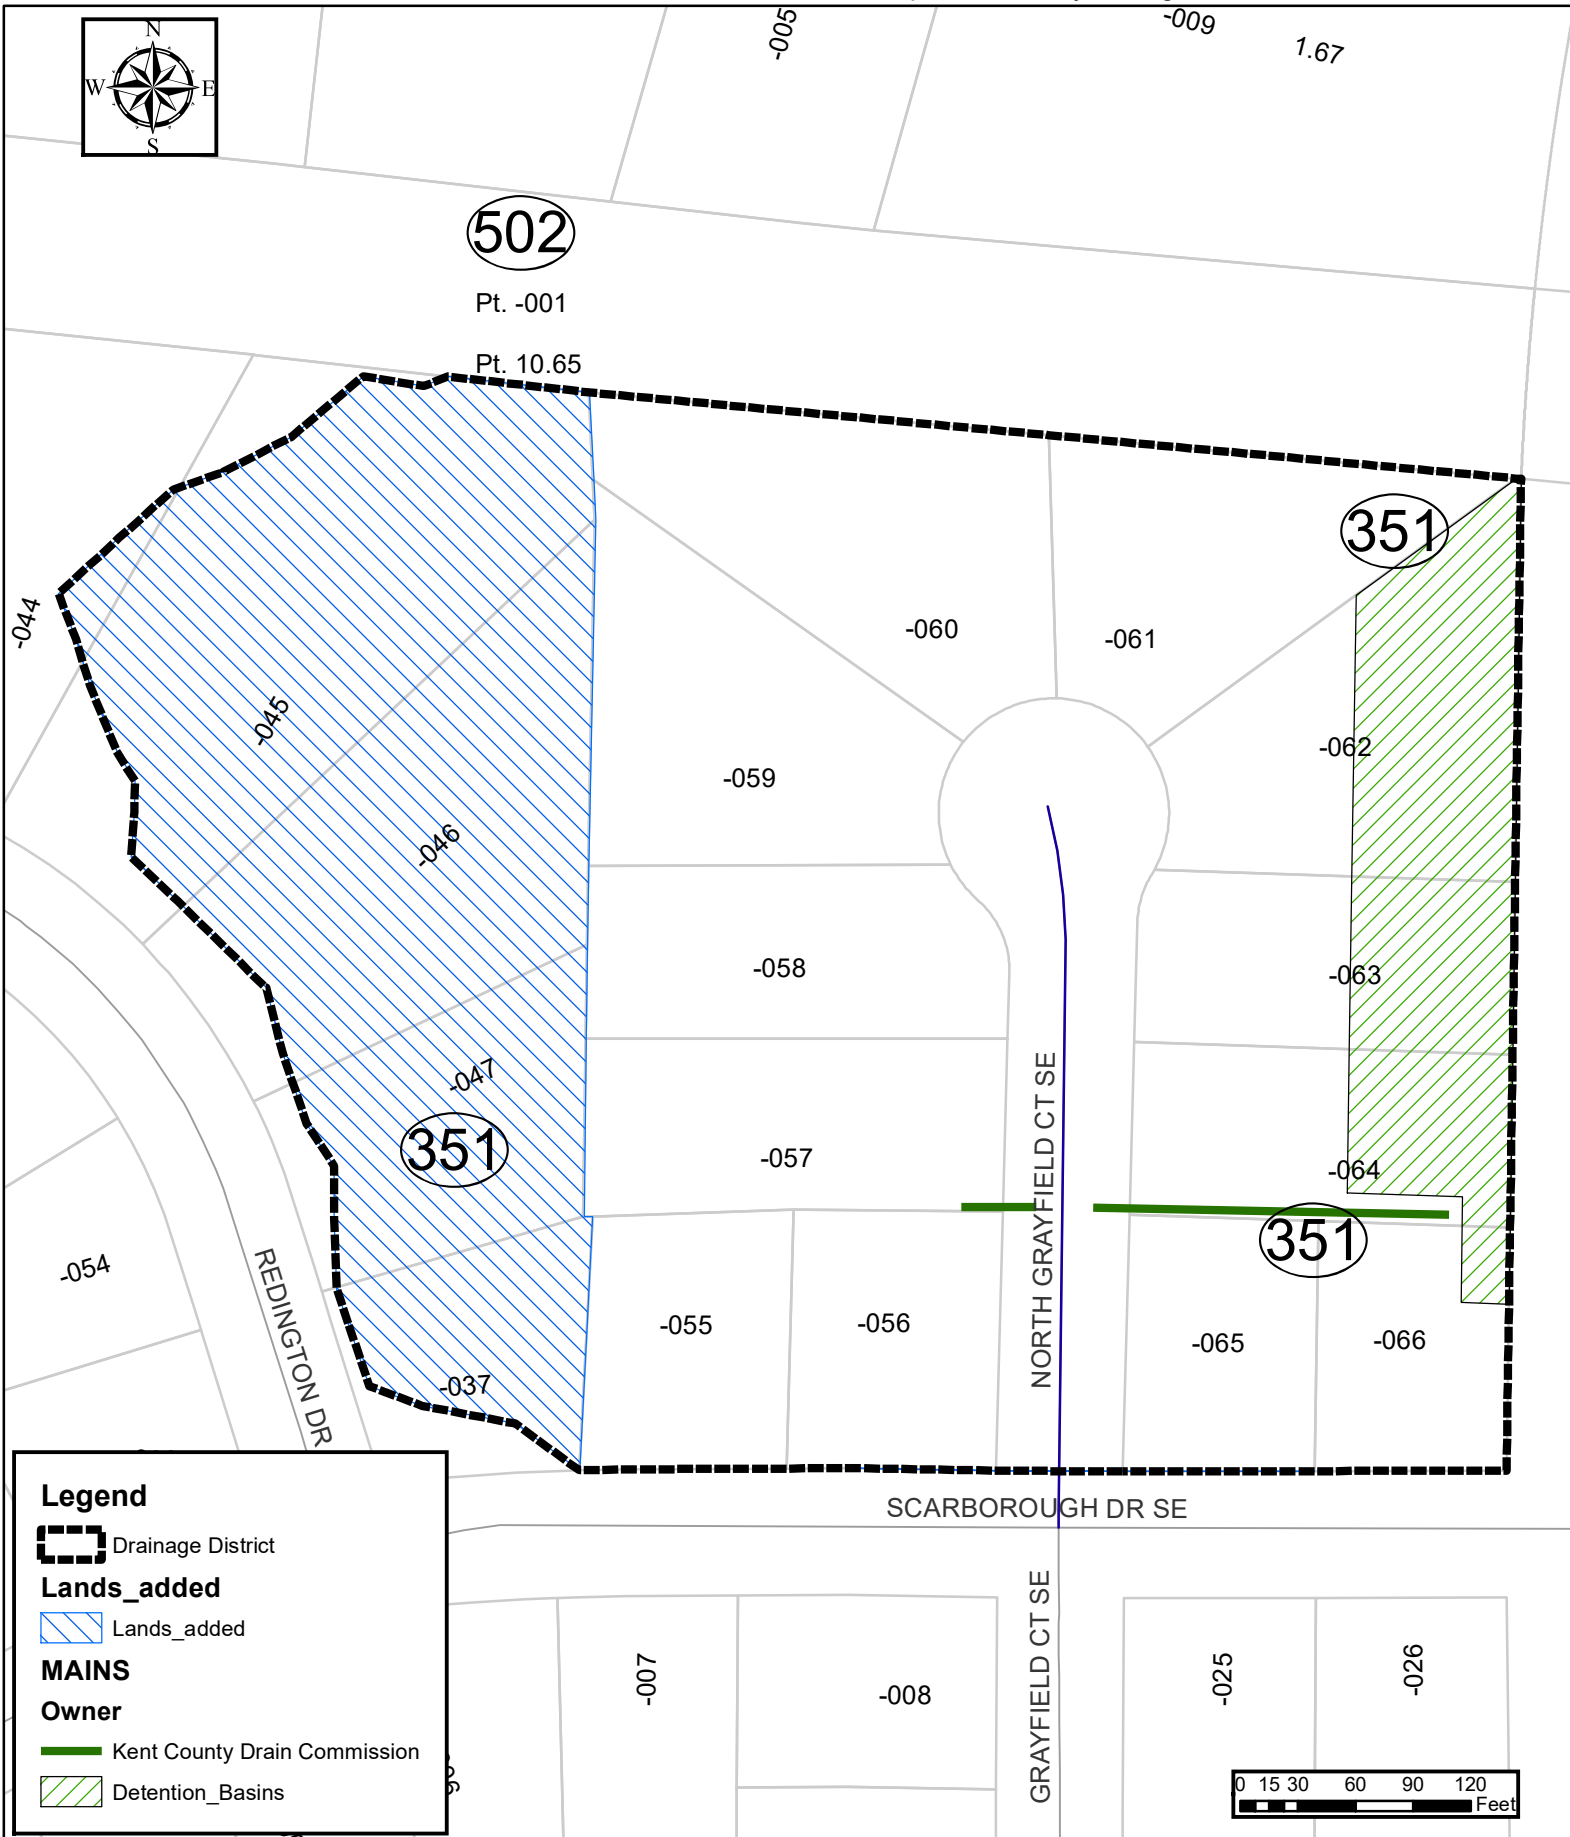 -005
-009
1.67
N
W
E
S
502
Pt. -001
Pt. 10.65
351
-044
-060
-061
-045
-062
-059
-046
-058
-063
-047
351
-057
-064
351
NORTH GRAYFIELD CT SE
-054
REDINGTON DR
-055
-056
-065
-066
-037
SCARBOROUGH DR SE
GRAYFIELD CT SE
-007
-008
-025
-026
Legend
Drainage District
Lands_added
Lands_added
MAINS
Owner
Kent County Drain Commission
Detention_Basins
0 15 30 60 90 120
Feet